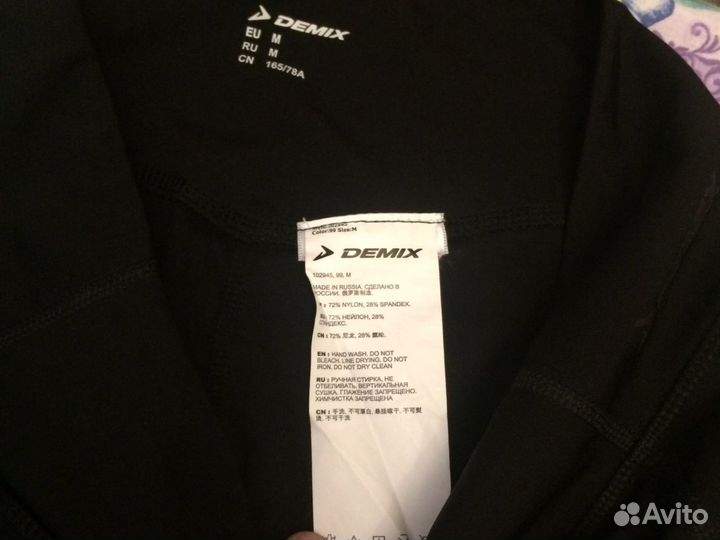 DEMIX
EU M
RU M
CN 165/78A
Color:99 Size:M
DEMIX
102945, 99, M
MADE IN RUSSIA. СДЕЛАНО В
РОССИИ. 俄罗斯制造.
72% NYLON, 28% SPANDEX.
72% НЕЙЛОН, 28%
СПАНДЕКС.
CN : 72% 尼龙, 28% 氨纶.
EN : HAND WASH. DO NOT
BLEACH. LINE DRYING. DO NOT
IRON. DO NOT DRY CLEAN
RU : РУЧНАЯ СТИРКА, НЕ
ОТБЕЛИВАТЬ, ВЕРТИКАЛЬНАЯ
СУШКА, ГЛАЖЕНИЕ ЗАПРЕЩЕНО.
ХИМЧИСТКА ЗАПРЕЩЕНА
CN : 手洗, 不可漂白, 悬挂晾干, 不可熨
烫, 不可干洗
Avito